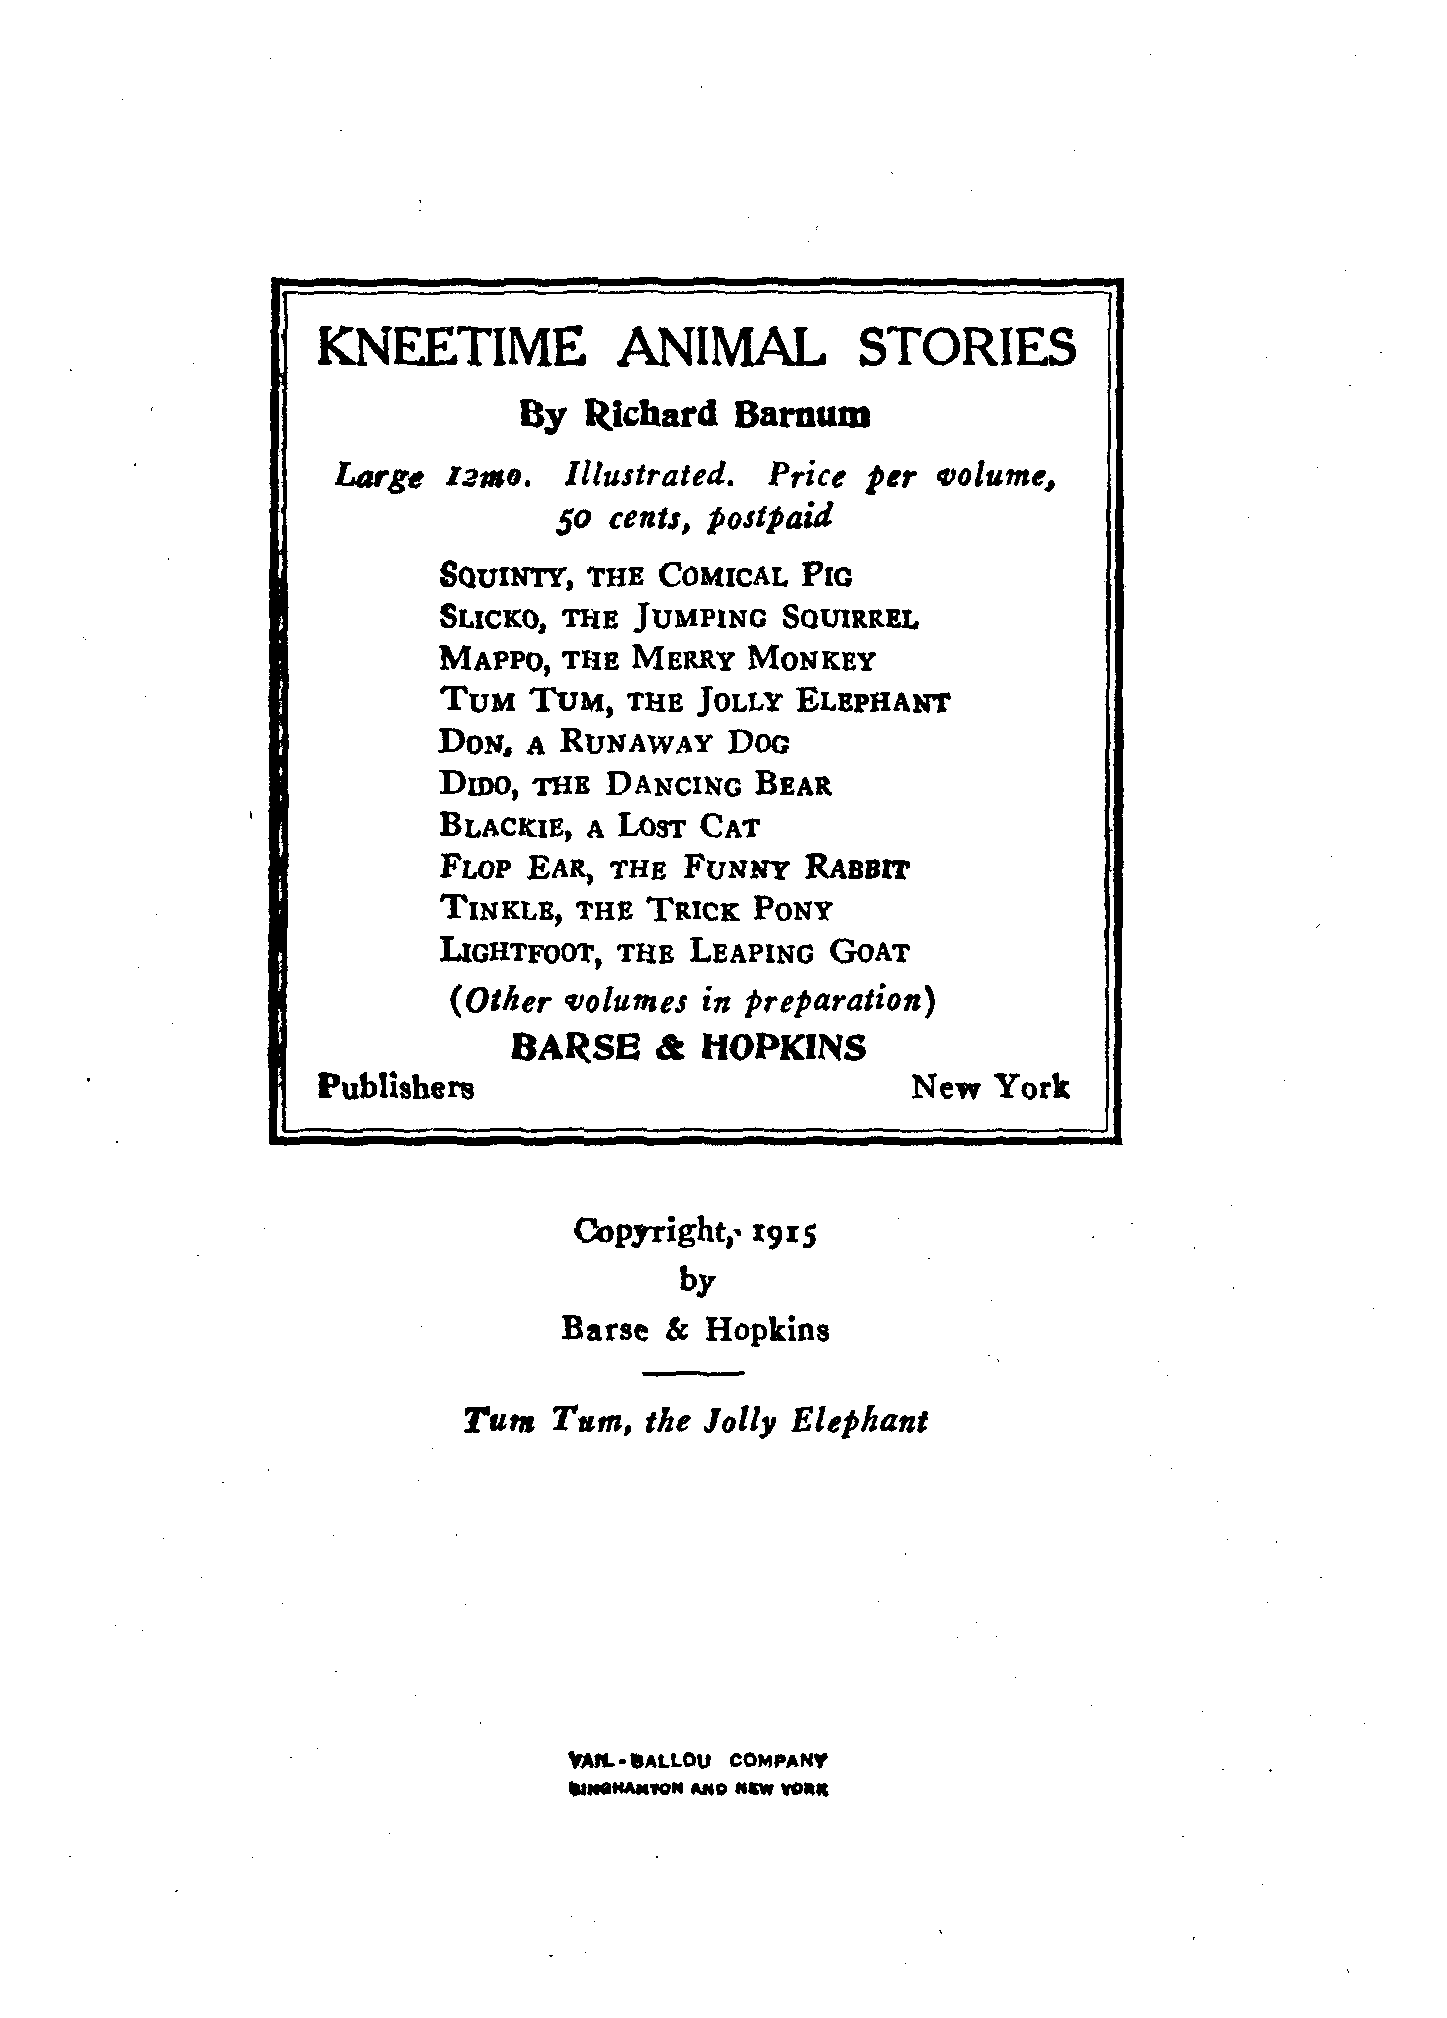 KNEETIME ANIMAL STORIES
By Richard Barnum
Large 12mo. Illustrated. Price per volume,
50 cents, postpaid
SQUINTY, THE COMICAL PIG
SLICKO, THE JUMPING SQUIRREL
MAPPO, THE MERRY MONKEY
TUM TUM, THE JOLLY ELEPHANT
DON, A RUNAWAY DOG
DIDO, THE DANCING BEAR
BLACKIE, A LOST CAT
FLOP EAR, THE FUNNY RABBIT
TINKLE, THE TRICK PONY
LIGHTFOOT, THE LEAPING GOAT
(Other volumes in preparation)
BARSE & HOPKINS
Publishers New York
Copyright, 1915
by
Barse & Hopkins
Tum Tum, the Jolly Elephant
VAIL-BALLOU COMPANY
BINGHAMTON AND NEW YORK